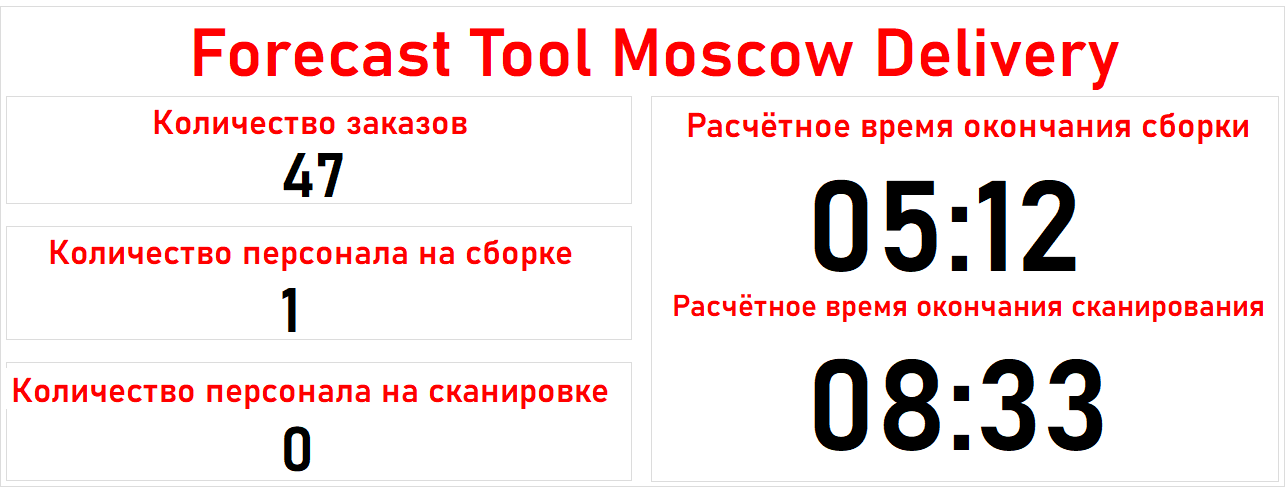 Forecast Tool Moscow Delivery
Количество заказов
47
Количество персонала на сборке
1
Количество персонала на сканировке
0
Расчётное время окончания сборки
05:12
Расчётное время окончания сканирования
08:33